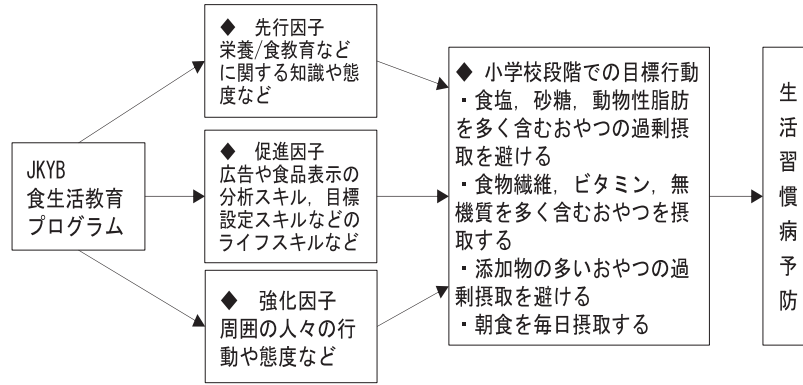 JKYB
食生活教育
プログラム
◆ 先行因子
栄養/食教育など
に関する知識や態
度など
◆ 促進因子
広告や食品表示の
分析スキル，目標
設定スキルなどの
ライフスキルなど
◆ 強化因子
周囲の人々の行
動や態度など
◆ 小学校段階での目標行動
・食塩，砂糖，動物性脂肪
を多く含むおやつの過剰摂
取を避ける
・食物繊維，ビタミン，無
機質を多く含むおやつを摂
取する
・添加物の多いおやつの過
剰摂取を避ける
・朝食を毎日摂取する
生活習慣病予防